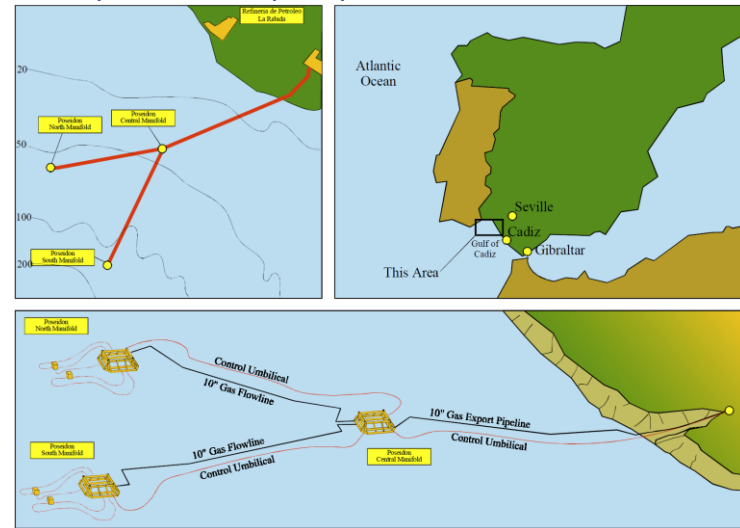 Refineria de Petroleo
La Rabida
20
Poseidon
Central Manifold
Poseidon
North Manifold
50
100
Poseidon
South Manifold
200
Atlantic
Ocean
Seville
Cadiz
Gulf of
Cadiz
Gibraltar
This Area
Poseidon
North Manifold
Control Umbilical
10" Gas Flowline
10" Gas Export Pipeline
Control Umbilical
Poseidon
South Manifold
10" Gas Flowline
Control Umbilical
Poseidon
Central Manifold